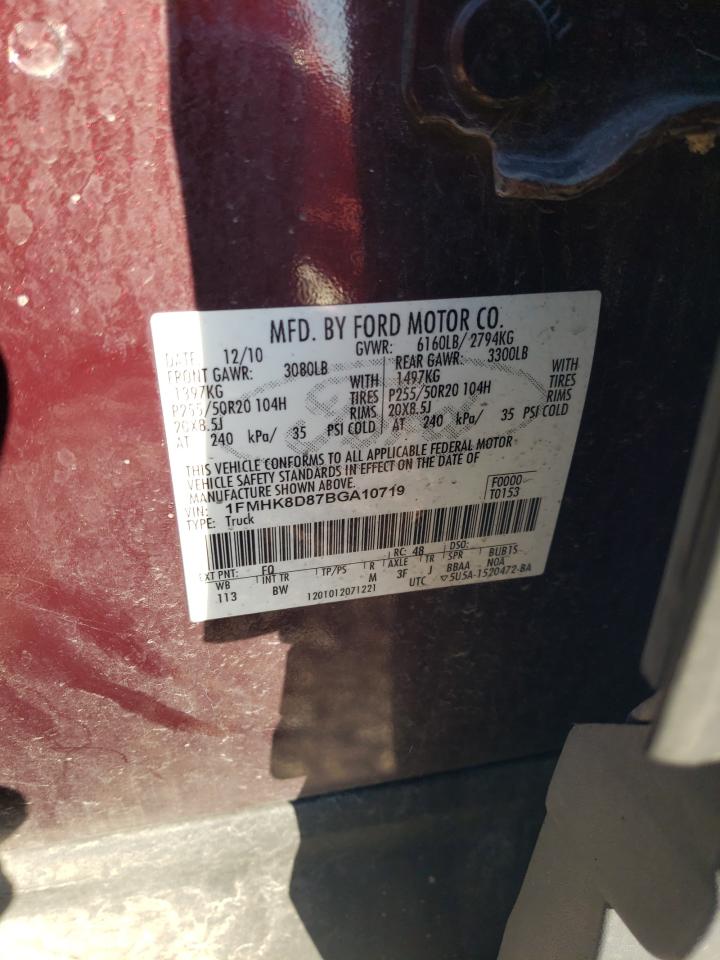 MFD. BY FORD MOTOR CO.
DATE: 12/10 GVWR: 6160LB/ 2794KG
FRONT GAWR: 3080LB REAR GAWR: 3300LB
1397KG WITH 1497KG WITH
P255/50R20 104H TIRES P255/50R20 104H TIRES
20X8.5J RIMS 20X8.5J RIMS
AT 240 kPa/ 35 PSI COLD AT 240 kPa/ 35 PSI COLD
Ford
THIS VEHICLE CONFORMS TO ALL APPLICABLE FEDERAL MOTOR
VEHICLE SAFETY STANDARDS IN EFFECT ON THE DATE OF
MANUFACTURE SHOWN ABOVE.
VIN: 1FMHK8D87BGA10719
TYPE: Truck
F0000
T0153
EXT PNT: FQ RC: 48 DSO:
WB INT TR TP/PS R AXLE TR SPR BUB1S
113 BW M 3F J BBAA NOA
1201012071221 UTC ▽5U5A-1520472-BA